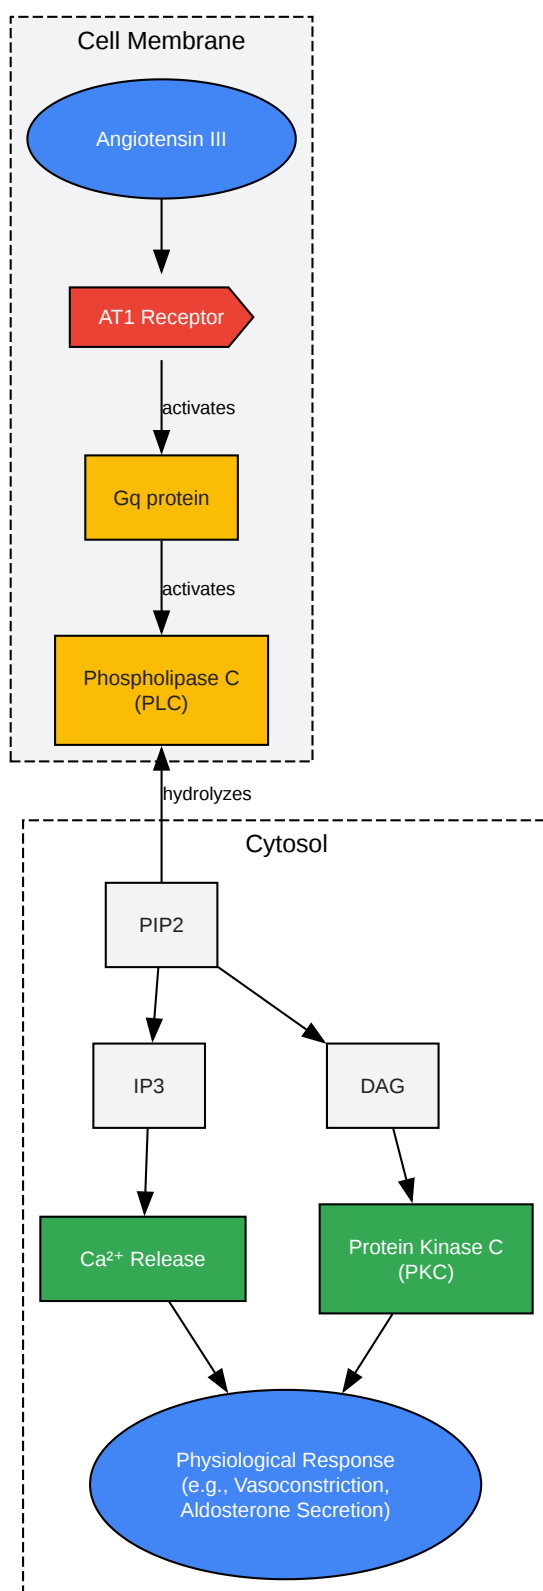 Cell Membrane
Angiotensin III
AT1 Receptor
activates
Gq protein
activates
Phospholipase C
(PLC)
hydrolyzes
Cytosol
PIP2
IP3
DAG
Ca²⁺ Release
Protein Kinase C
(PKC)
Physiological Response
(e.g., Vasoconstriction,
Aldosterone Secretion)